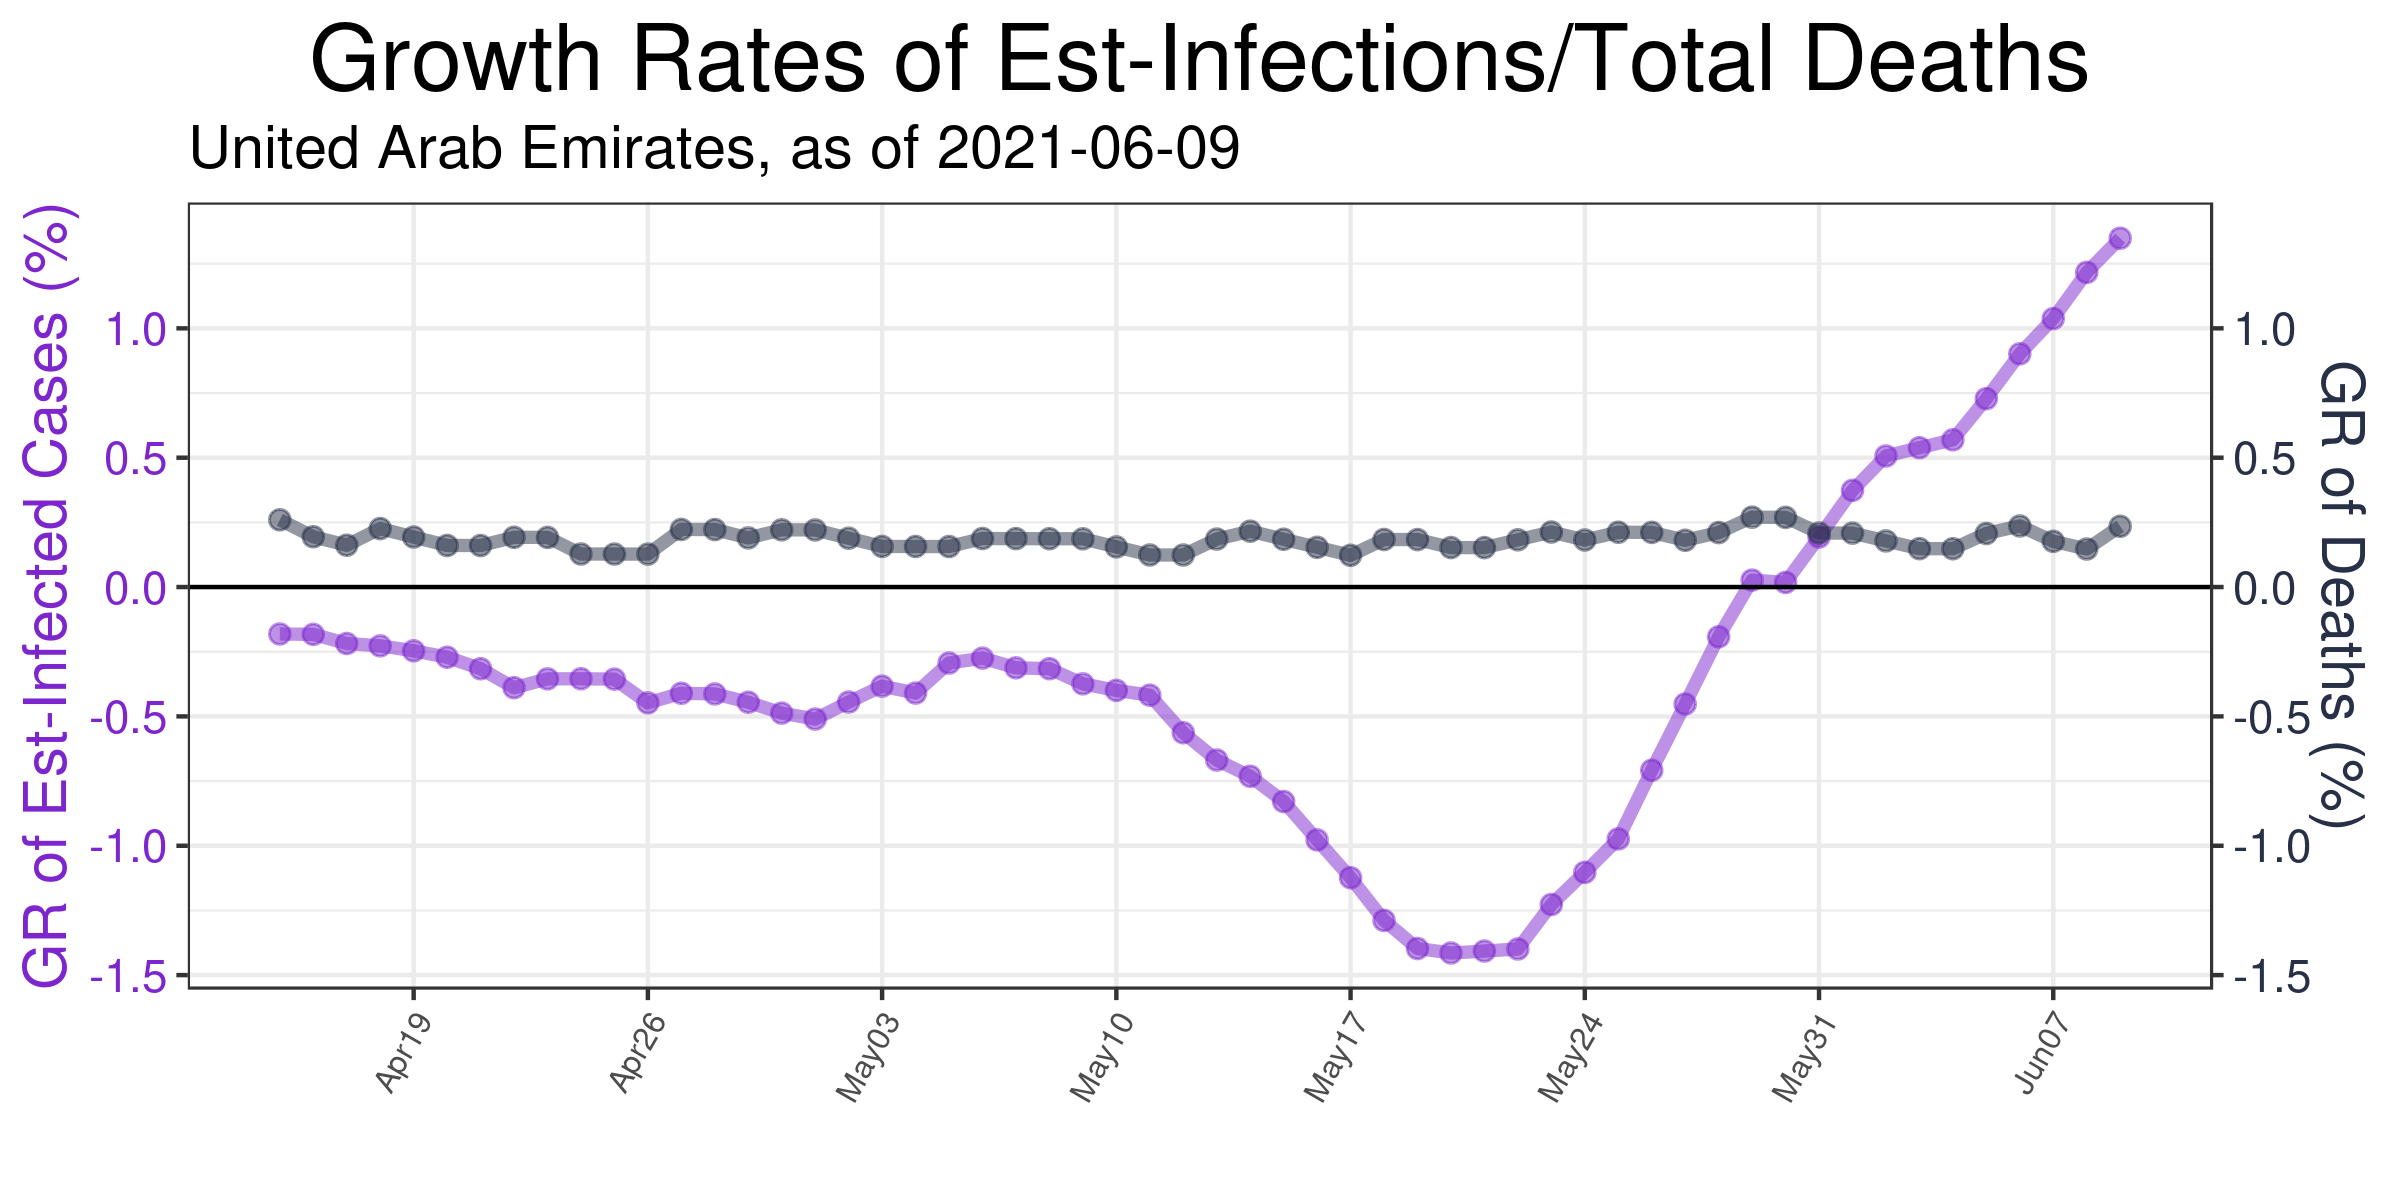 Growth Rates of Est-Infections/Total Deaths
United Arab Emirates, as of 2021-06-09
GR of Est-Infected Cases (%)
1.0
0.5
0.0
-0.5
-1.0
-1.5
1.0
0.5
0.0
-0.5
-1.0
-1.5
GR of Deaths (%)
Apr19
Apr26
May03
May10
May17
May24
May31
Jun07